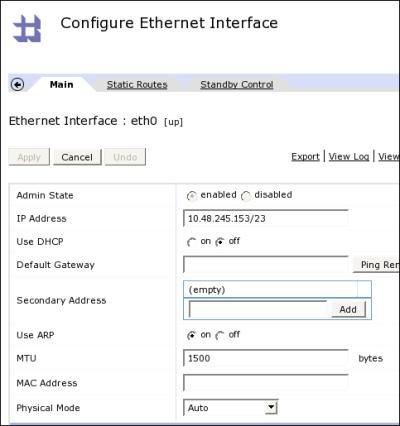 Configure Ethernet Interface
Main Static Routes Standby Control
Ethernet Interface : eth0 [up]
Apply Cancel Undo Export | View Log | View
Admin State enabled disabled
IP Address 10.48.245.153/23
Use DHCP on off
Default Gateway Ping Rem
(empty)
Secondary Address Add
Use ARP on off
MTU 1500 bytes
MAC Address
Physical Mode Auto